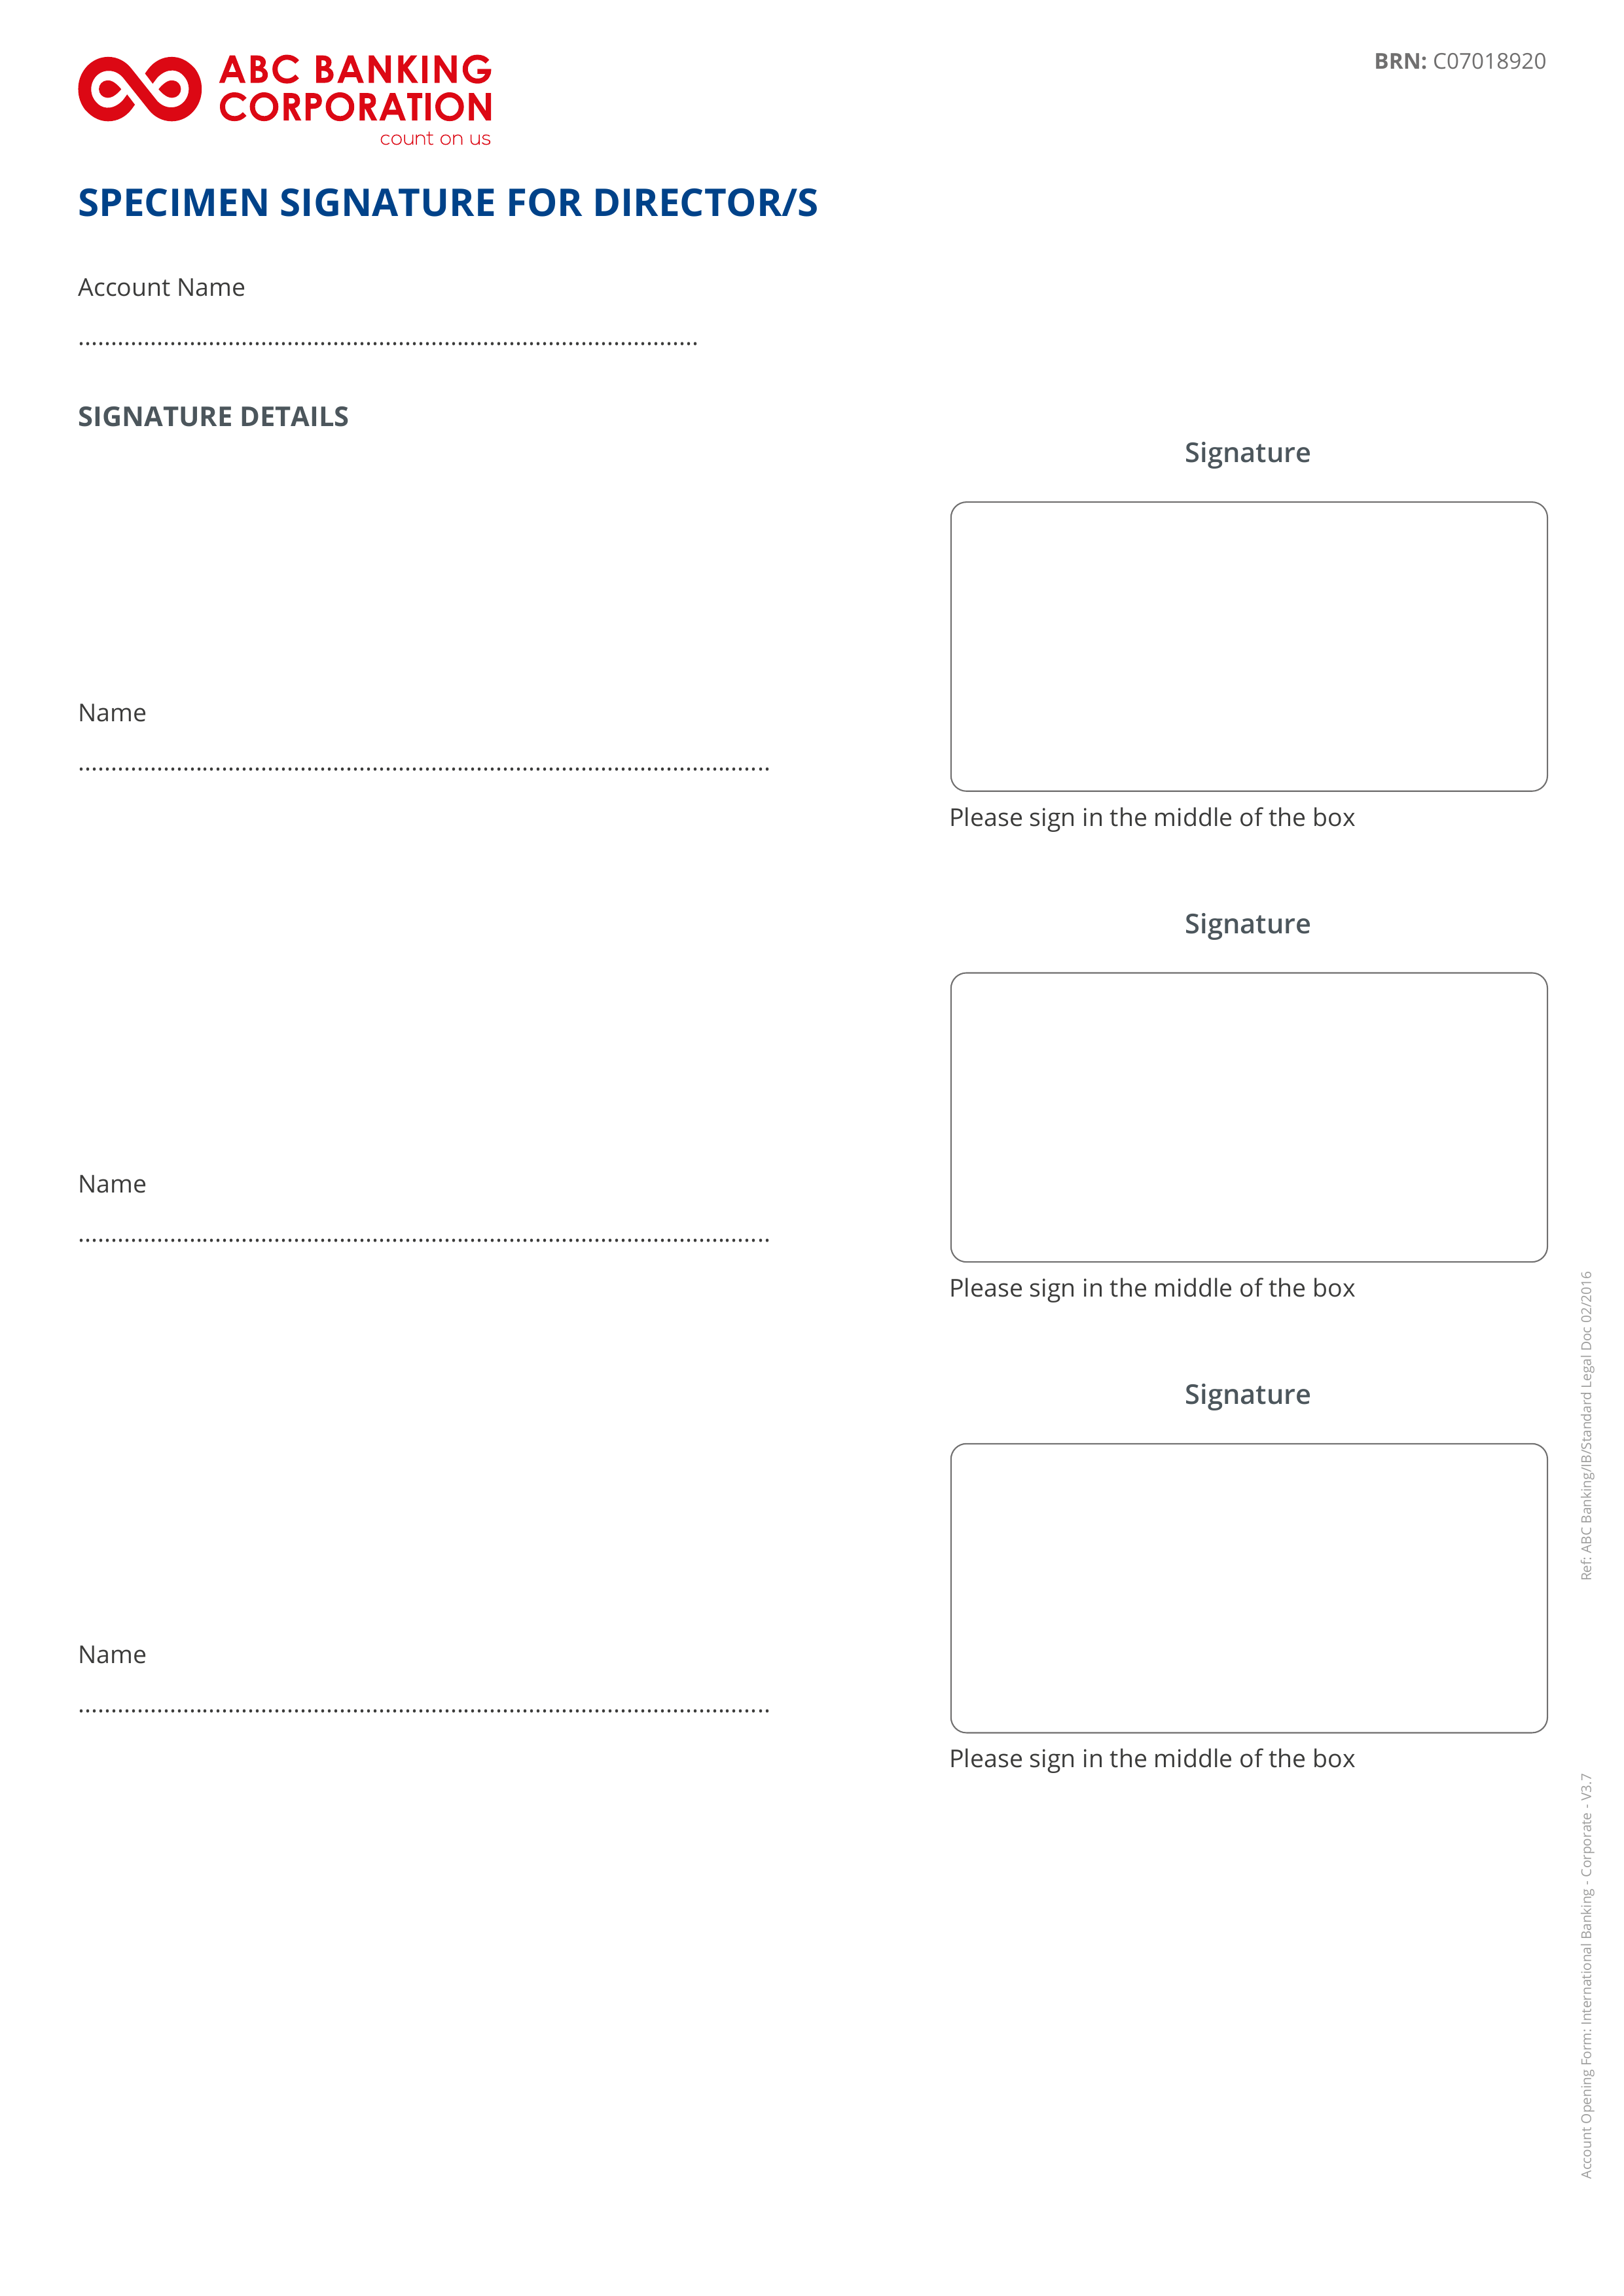 ABC BANKING
CORPORATION
count on us
BRN: C07018920
SPECIMEN SIGNATURE FOR DIRECTOR/S
Account Name
................................................................................................
SIGNATURE DETAILS
Signature
Name
...........................................................................................................
Please sign in the middle of the box
Signature
Name
...........................................................................................................
Please sign in the middle of the box
Signature
Name
...........................................................................................................
Please sign in the middle of the box
Ref: ABC Banking/IB/Standard Legal Doc 02/2016
Account Opening Form: International Banking - Corporate - V3.7